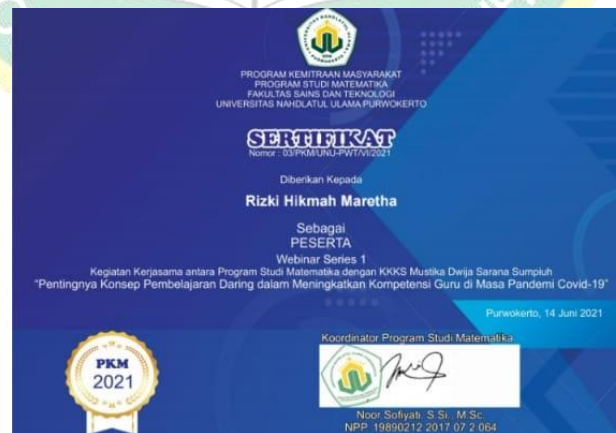 PROGRAM KEMITRAAN MASYARAKAT
PROGRAM STUDI MATEMATIKA
FAKULTAS SAINS DAN TEKNOLOGI
UNIVERSITAS NAHDLATUL ULAMA PURWOKERTO
SERTIFIKAT
Nomor : 03/PKM/UNU-PWT/VI/2021
Diberikan Kepada
Rizki Hikmah Maretha
Sebagai
PESERTA
Webinar Series 1
Kegiatan Kerjasama antara Program Studi Matematika dengan KKKS Mustika Dwija Sarana Sumpiuh
"Pentingnya Konsep Pembelajaran Daring dalam Meningkatkan Kompetensi Guru di Masa Pandemi Covid-19"
Purwokerto, 14 Juni 2021
Koordinator Program Studi Matematika
PKM
2021
Noor Sofiyati, S.Si., M.Sc.
NPP. 19890212 2017 07 2 064